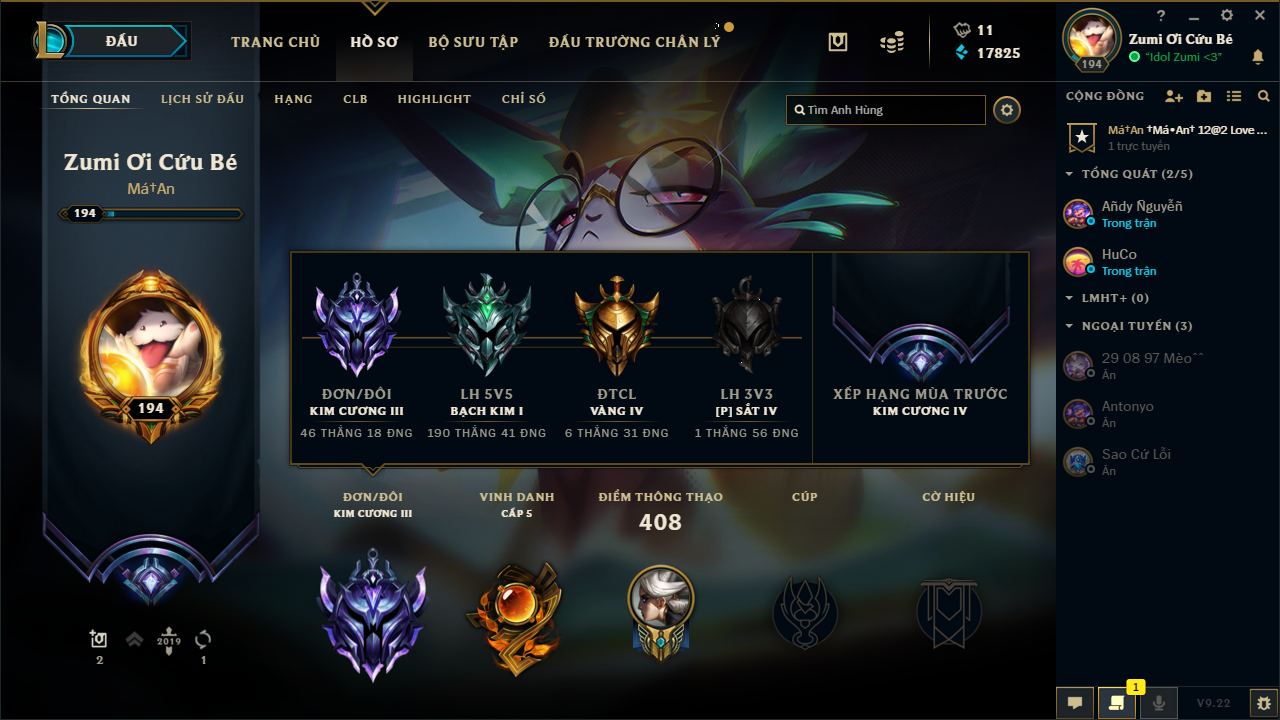 ĐẤU
TRANG CHỦ
HỒ SƠ
BỘ SƯU TẬP
ĐẤU TRƯỜNG CHÂN LÝ
11
17825
?
Zumi Ơi Cứu Bé
"Idol Zumi <3"
194
TỔNG QUAN
LỊCH SỬ ĐẤU
HẠNG
CLB
HIGHLIGHT
CHỈ SỐ
Tìm Anh Hùng
Zumi Ơi Cứu Bé
Má†An
194
194
ĐƠN/ĐÔI
KIM CƯƠNG III
46 THẮNG 18 ĐNG
LH 5V5
BẠCH KIM I
190 THẮNG 41 ĐNG
ĐTCL
VÀNG IV
6 THẮNG 31 ĐNG
LH 3V3
[P] SẮT IV
1 THẮNG 56 ĐNG
XẾP HẠNG MÙA TRƯỚC
KIM CƯƠNG IV
ĐƠN/ĐÔI
KIM CƯƠNG III
VINH DANH
CẤP 5
ĐIỂM THÔNG THẠO
408
CÚP
CỜ HIỆU
2
2019
1
CỘNG ĐỒNG
Má†An †Má•An† 12@2 Love ...
1 trực tuyến
TỔNG QUÁT (2/5)
Añdy Ñguyễñ
Trong trận
HuCo
Trong trận
LMHT+ (0)
NGOẠI TUYẾN (3)
29 08 97 Mèoˆˆ
Ẩn
Antonyo
Ẩn
Sao Cứ Lỗi
Ẩn
1
V9.22